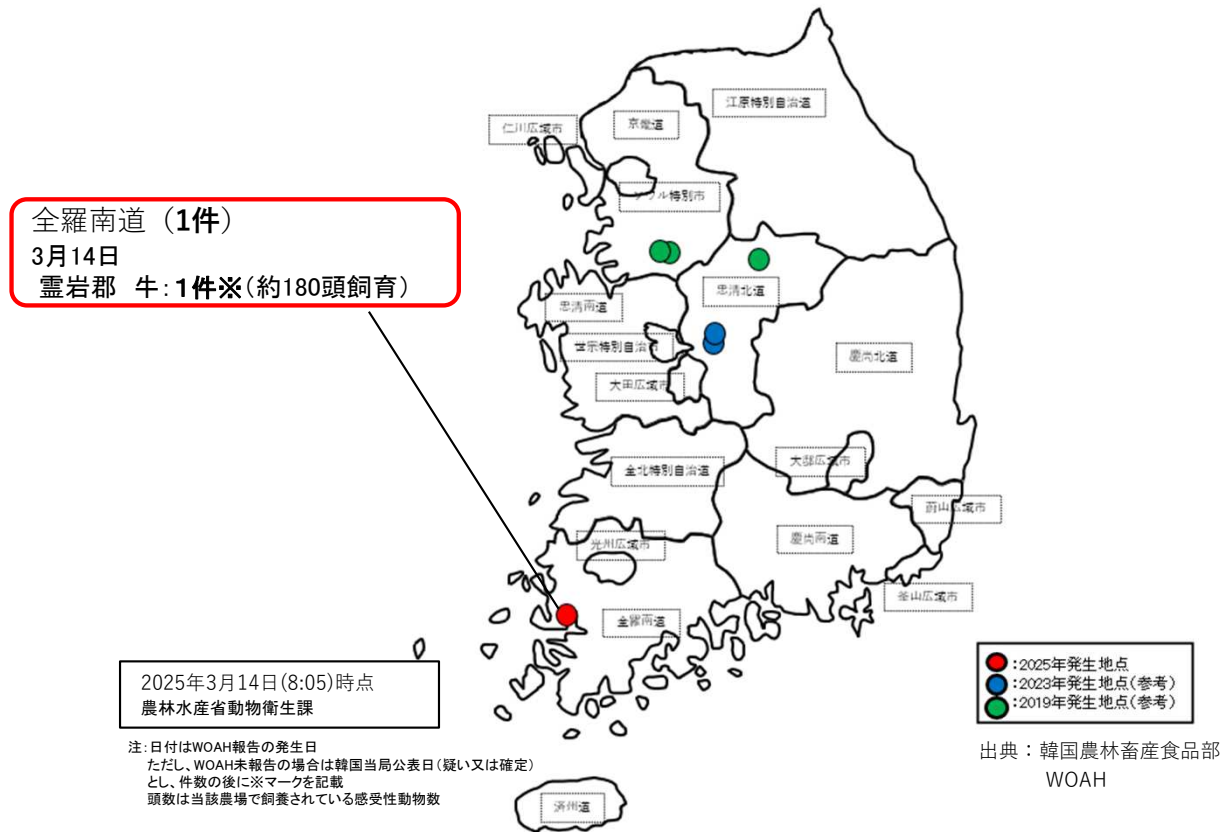 江原特別自治道
仁川広域市
京畿道
ソウル特別市
全羅南道（1件）
3月14日
霊岩郡　牛：1件※（約180頭飼育）
忠清北道
忠清南道
世宗特別自治市
慶尚北道
大田広域市
大邱広域市
全北特別自治道
蔚山広域市
光州広域市
慶尚南道
釜山広域市
全羅南道
2025年3月14日(8:05)時点
農林水産省動物衛生課
：2025年発生地点
：2023年発生地点（参考）
：2019年発生地点（参考）
注：日付はWOAH報告の発生日
ただし、WOAH未報告の場合は韓国当局公表日（疑い又は確定）
とし、件数の後に※マークを記載
頭数は当該農場で飼養されている感受性動物数
出典：韓国農林畜産食品部
WOAH
済州道